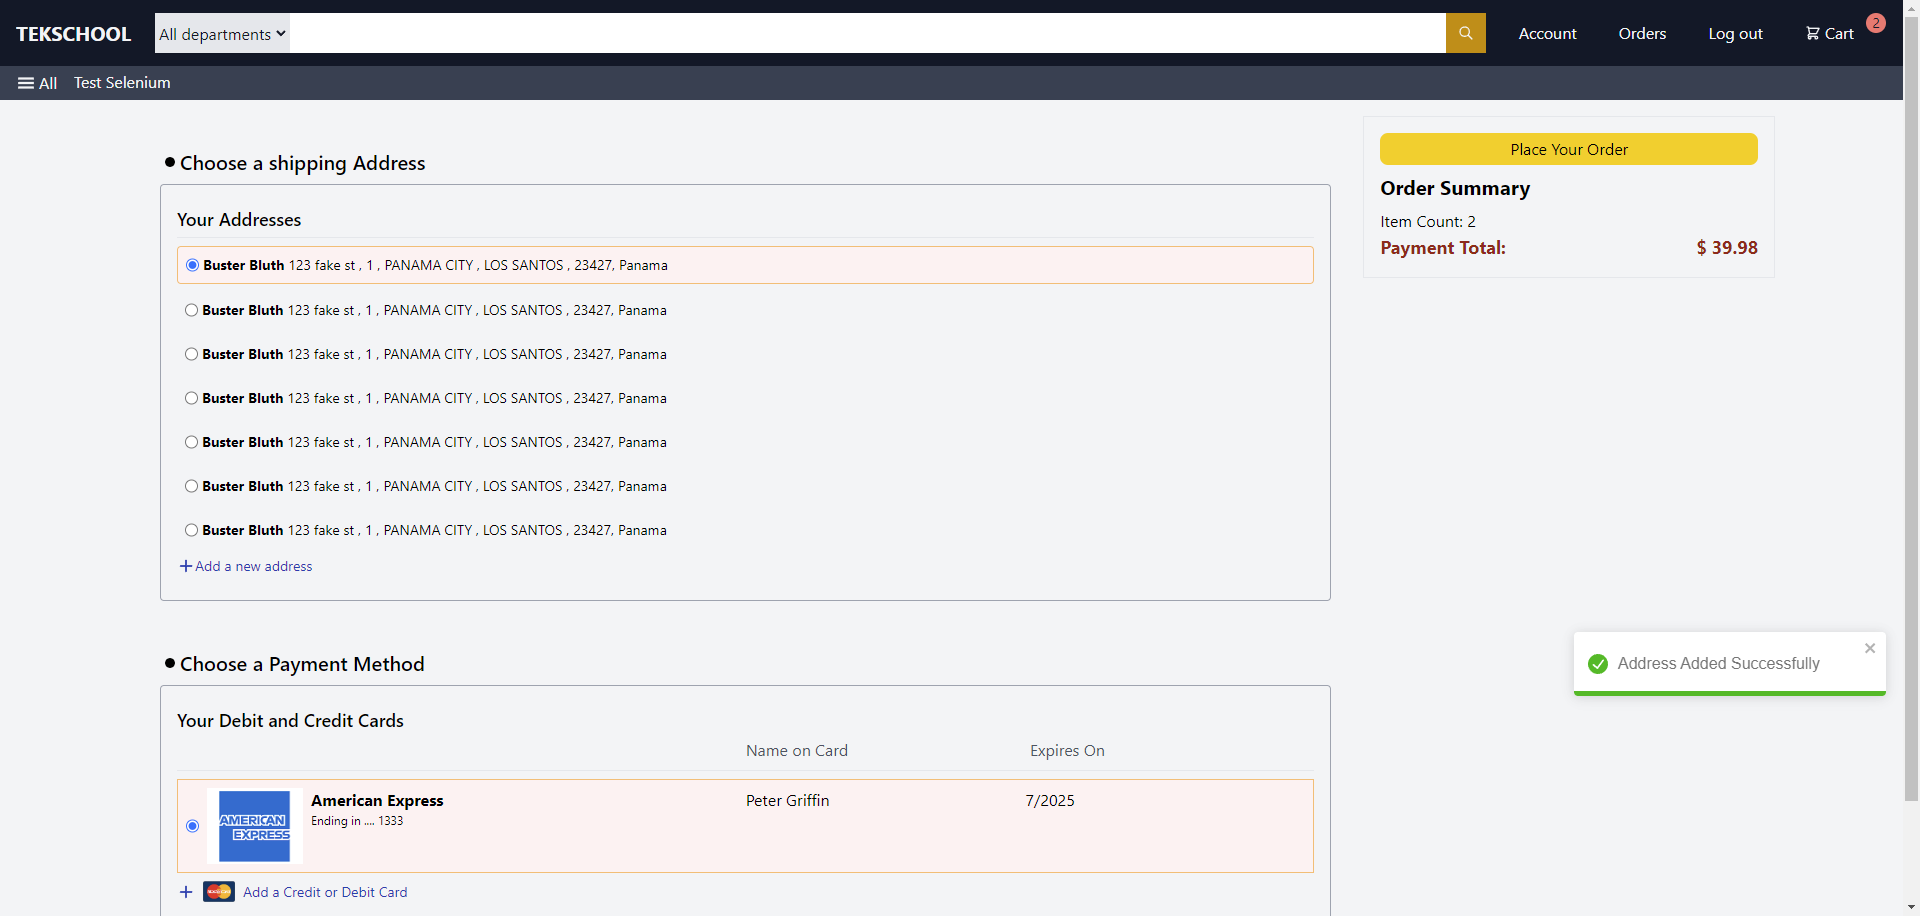 TEKSCHOOL All departments Account Orders Log out Cart 2
All Test Selenium
Choose a shipping Address
Your Addresses
Buster Bluth 123 fake st , 1 , PANAMA CITY , LOS SANTOS , 23427, Panama
Buster Bluth 123 fake st , 1 , PANAMA CITY , LOS SANTOS , 23427, Panama
Buster Bluth 123 fake st , 1 , PANAMA CITY , LOS SANTOS , 23427, Panama
Buster Bluth 123 fake st , 1 , PANAMA CITY , LOS SANTOS , 23427, Panama
Buster Bluth 123 fake st , 1 , PANAMA CITY , LOS SANTOS , 23427, Panama
Buster Bluth 123 fake st , 1 , PANAMA CITY , LOS SANTOS , 23427, Panama
Buster Bluth 123 fake st , 1 , PANAMA CITY , LOS SANTOS , 23427, Panama
Add a new address
Place Your Order
Order Summary
Item Count: 2
Payment Total: $ 39.98
Address Added Successfully
Choose a Payment Method
Your Debit and Credit Cards
Name on Card Expires On
AMERICAN
EXPRESS
American Express Peter Griffin 7/2025
Ending in .... 1333
Add a Credit or Debit Card